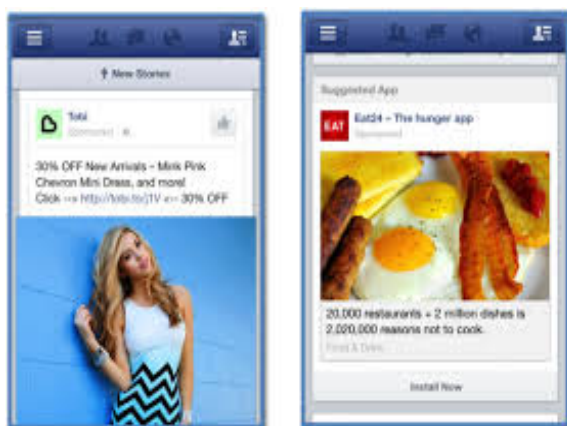 New Stories
Tobi
Sponsored
30% OFF New Arrivals - Mink Pink
Chevron Mini Dress, and more!
Click --> http://tobi.to/j1V <-- 30% OFF
Suggested App
EAT
Eat24 - The hunger app
Sponsored
20,000 restaurants + 2 million dishes is
2,020,000 reasons not to cook.
Food & Drink
Install Now